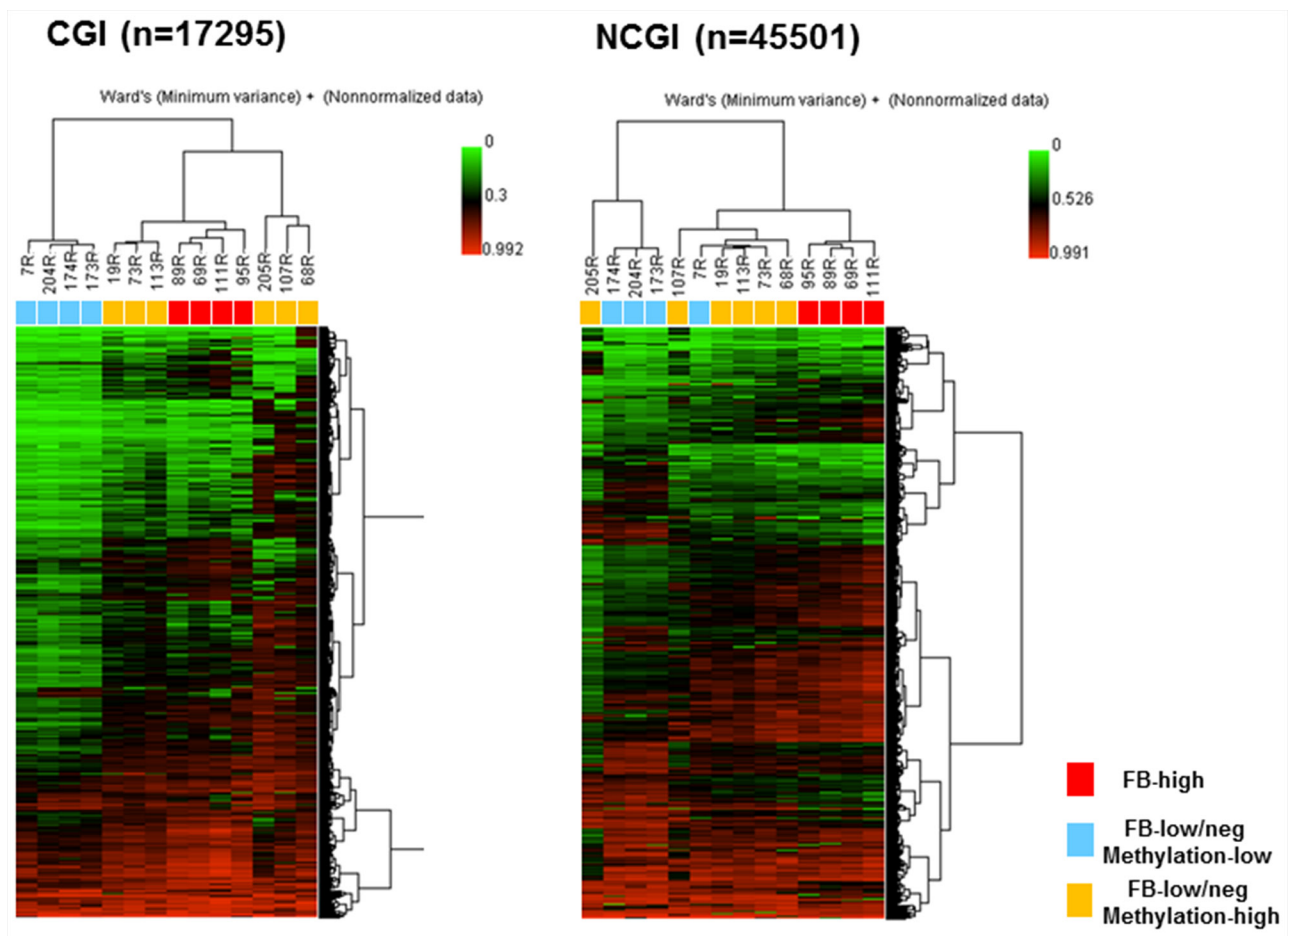 CGI (n=17295)
Ward's (Minimum variance) + (Nonnormalized data)
0
0.3
0.992
7R
204R
174R
173R
19R
73R
113R
89R
69R
111R
95R
205R
107R
68R
NCGI (n=45501)
Ward's (Minimum variance) + (Nonnormalized data)
0
0.526
0.991
205R
174R
204R
173R
107R
7R
19R
113R
73R
68R
95R
89R
69R
111R
FB-high
FB-low/neg
Methylation-low
FB-low/neg
Methylation-high